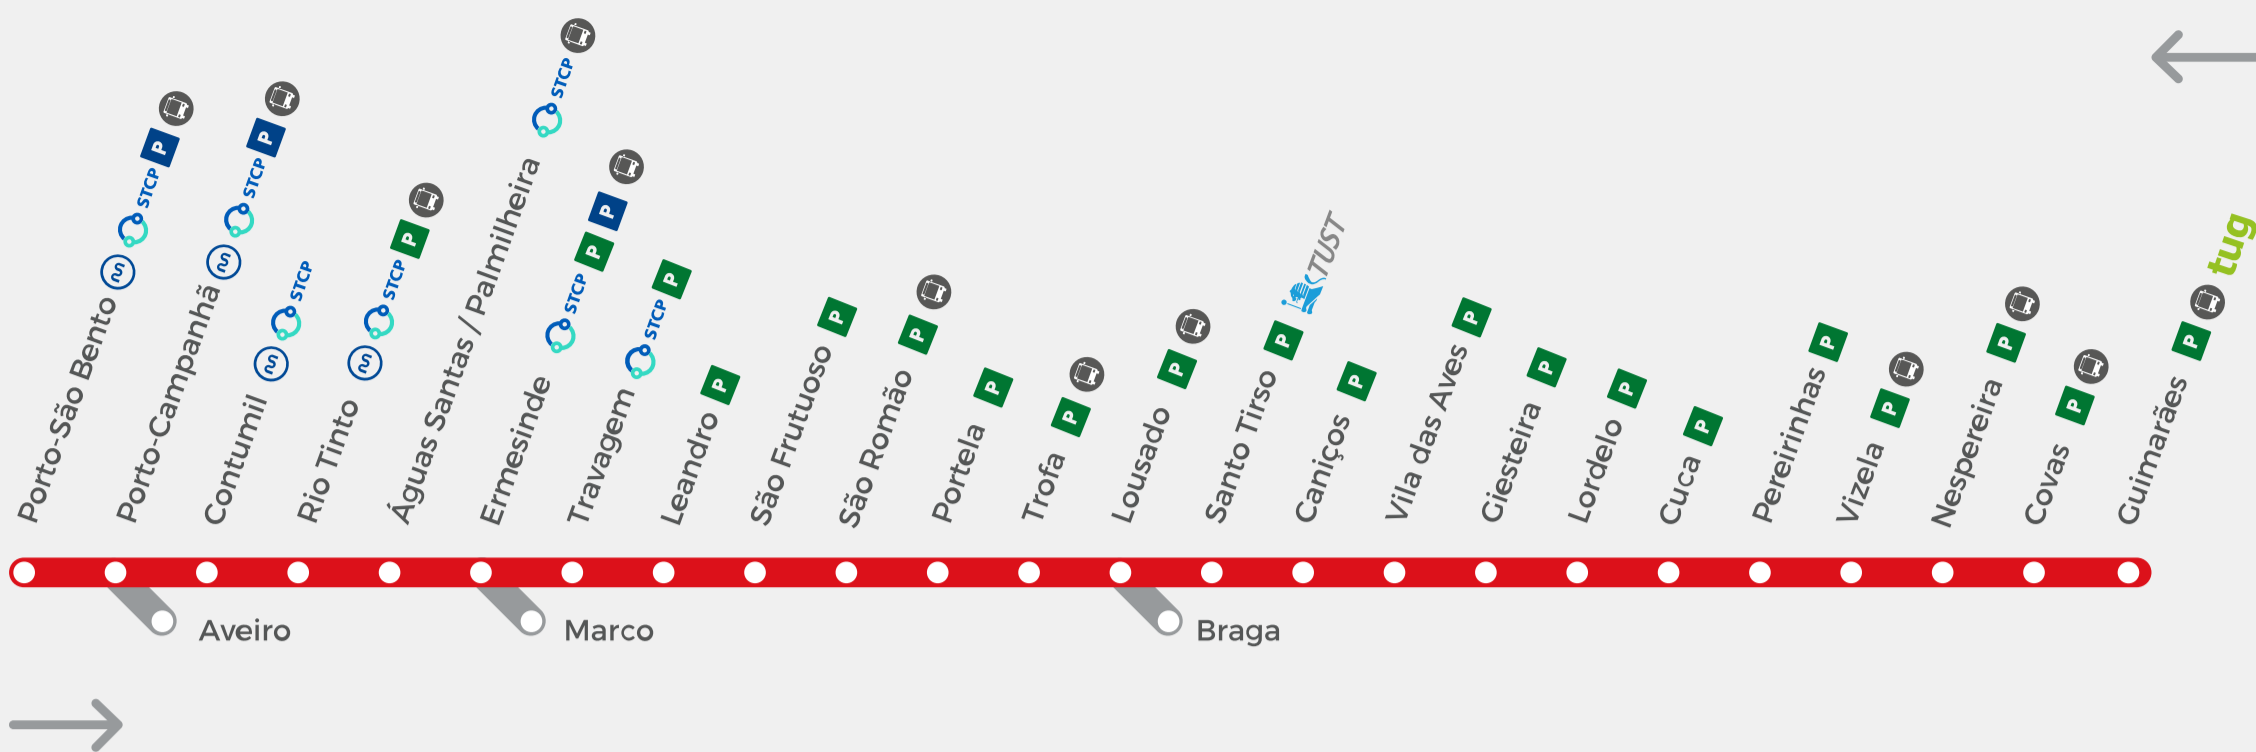 Porto-São Bento STCP P
Porto-Campanhã STCP P
Contumil STCP
Rio Tinto STCP P
Águas Santas / Palmilheira STCP
Ermesinde STCP P P
Travagem STCP P
Leandro P
São Frutuoso P
São Romão P
Portela P
Trofa P
Lousado P
Santo Tirso P TUST
Caniços P
Vila das Aves P
Giesteira P
Lordelo P
Cuca P
Pereirinhas P
Vizela P
Nespereira P
Covas P
Guimarães P tug
Aveiro
Marco
Braga